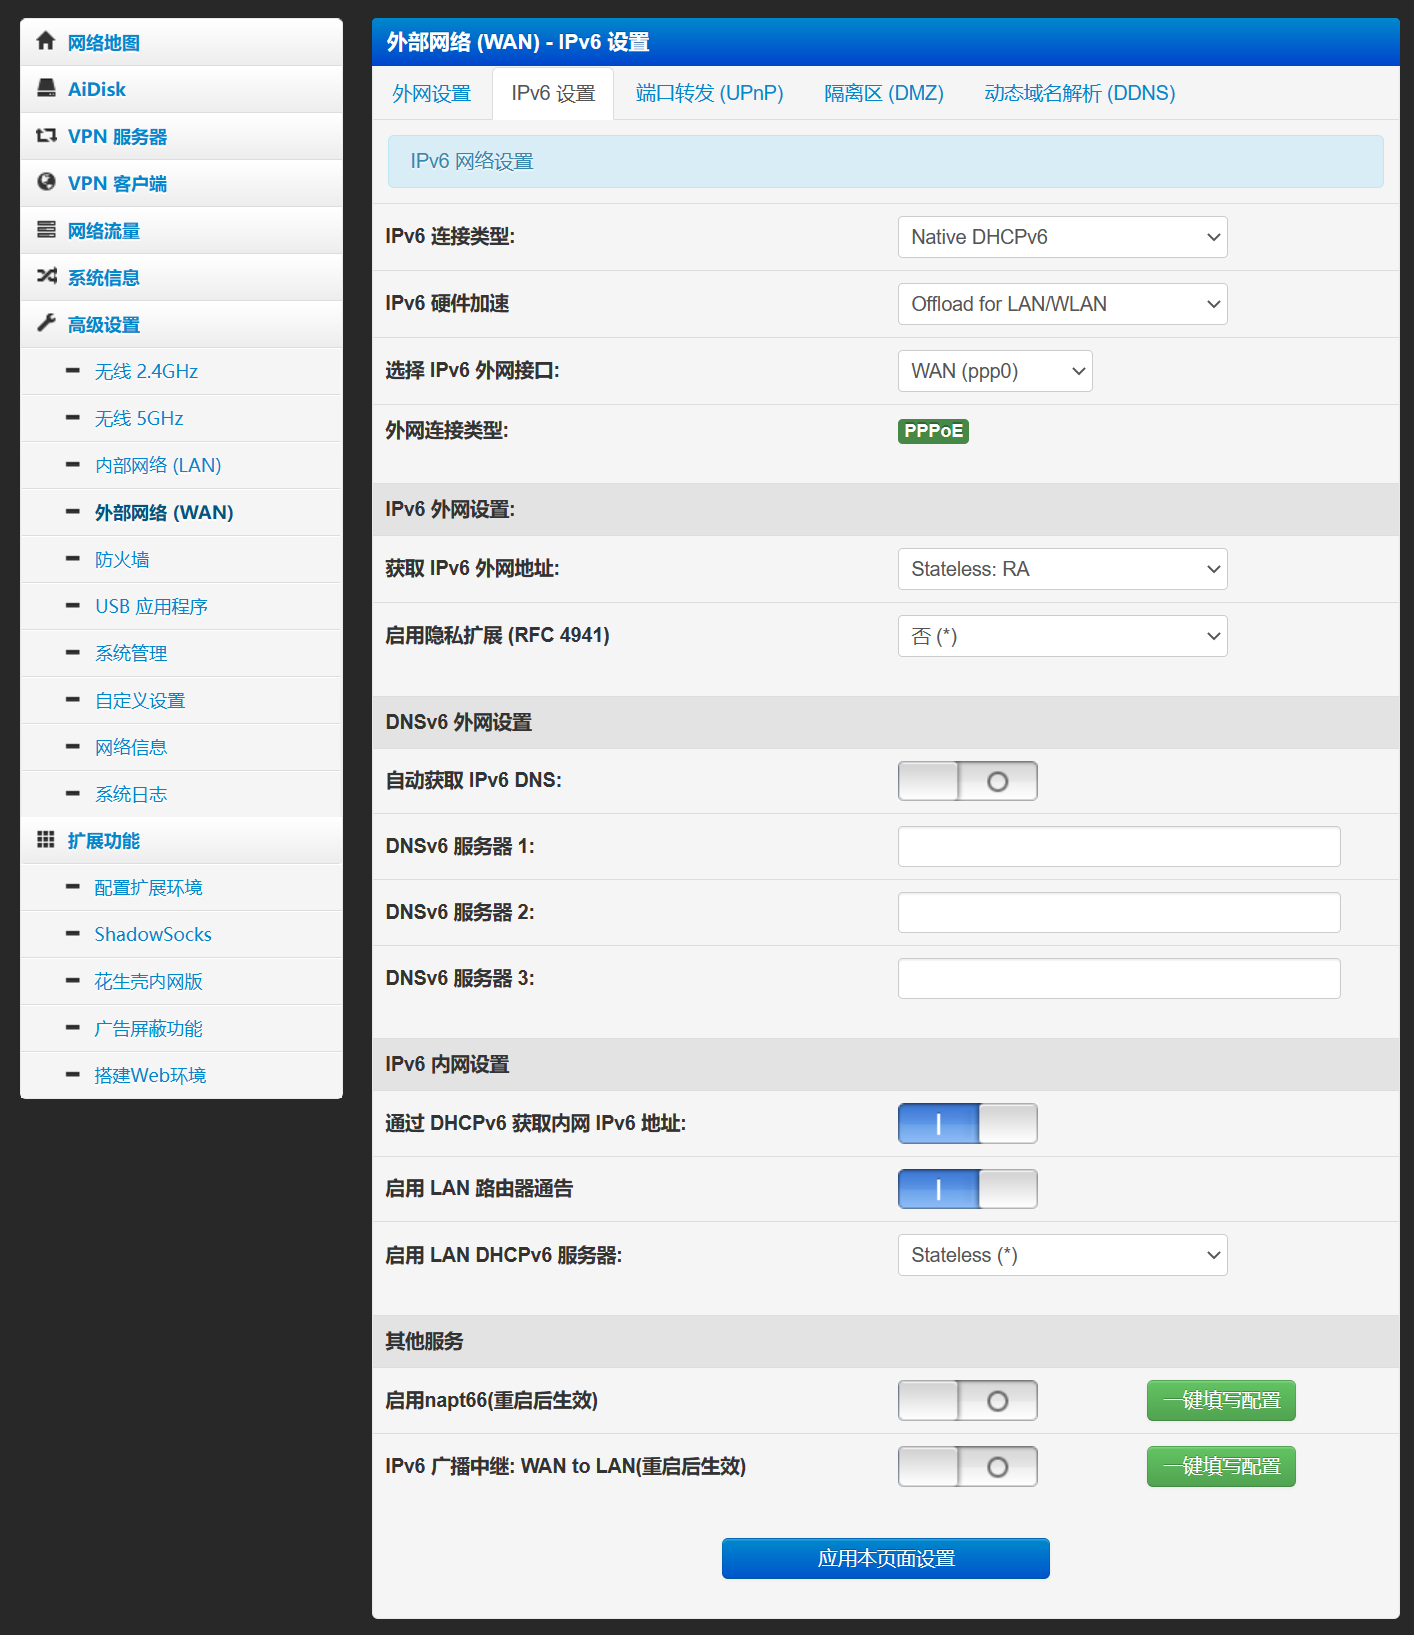 网络地图
AiDisk
VPN 服务器
VPN 客户端
网络流量
系统信息
高级设置
无线 2.4GHz
无线 5GHz
内部网络 (LAN)
外部网络 (WAN)
防火墙
USB 应用程序
系统管理
自定义设置
网络信息
系统日志
扩展功能
配置扩展环境
ShadowSocks
花生壳内网版
广告屏蔽功能
搭建Web环境
外部网络 (WAN) - IPv6 设置
外网设置 IPv6 设置 端口转发 (UPnP) 隔离区 (DMZ) 动态域名解析 (DDNS)
IPv6 网络设置
IPv6 连接类型: Native DHCPv6
IPv6 硬件加速 Offload for LAN/WLAN
选择 IPv6 外网接口: WAN (ppp0)
外网连接类型: PPPoE
IPv6 外网设置:
获取 IPv6 外网地址: Stateless: RA
启用隐私扩展 (RFC 4941) 否 (*)
DNSv6 外网设置
自动获取 IPv6 DNS:
DNSv6 服务器 1:
DNSv6 服务器 2:
DNSv6 服务器 3:
IPv6 内网设置
通过 DHCPv6 获取内网 IPv6 地址:
启用 LAN 路由器通告
启用 LAN DHCPv6 服务器: Stateless (*)
其他服务
启用napt66(重启后生效) 一键填写配置
IPv6 广播中继: WAN to LAN(重启后生效) 一键填写配置
应用本页面设置